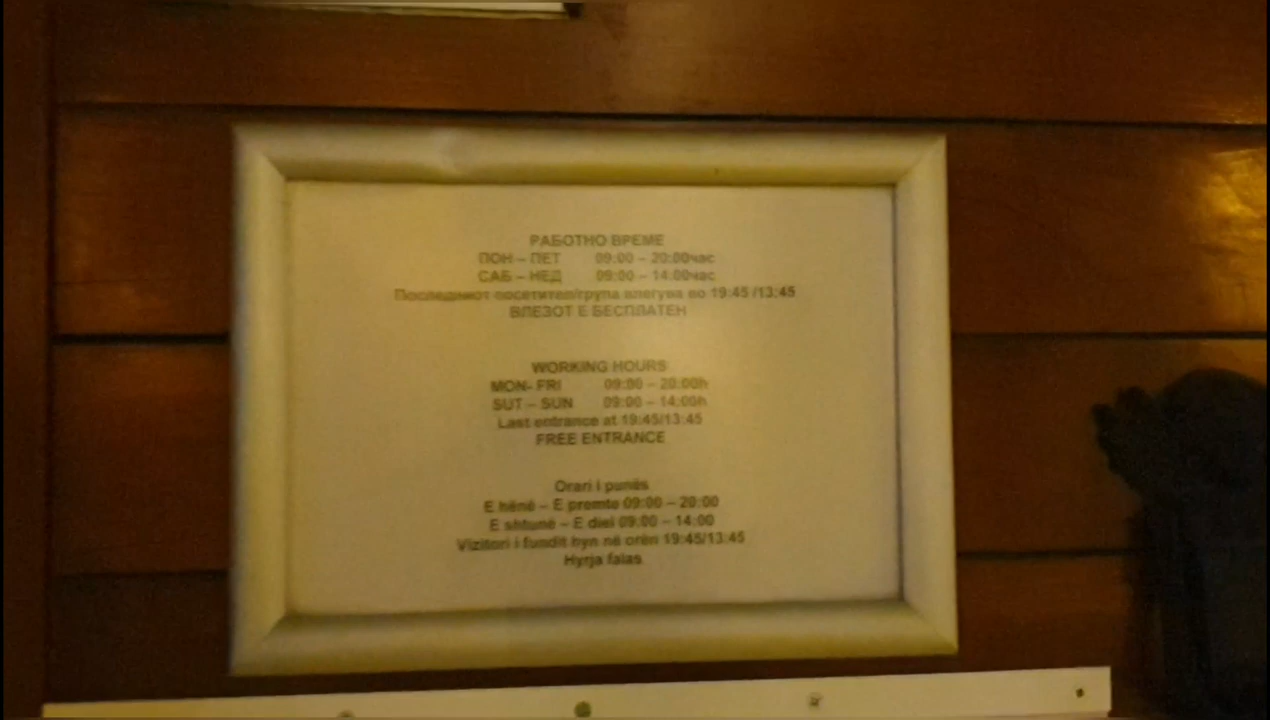 РАБОТНО ВРЕМЕ
ПОН – ПЕТ 09:00 – 20:00час
САБ – НЕД 09:00 – 14:00час
Последниот посетител/група влегува во 19:45 /13:45
ВЛЕЗОТ Е БЕСПЛАТЕН
WORKING HOURS
MON- FRI 09:00 – 20:00h
SUT – SUN 09:00 – 14:00h
Last entrance at 19:45/13:45
FREE ENTRANCE
Orari i punës
E hënë – E premte 09:00 – 20:00
E shtunë – E diel 09:00 – 14:00
Vizitori i fundit hyn në orën 19:45/13:45
Hyrja falas